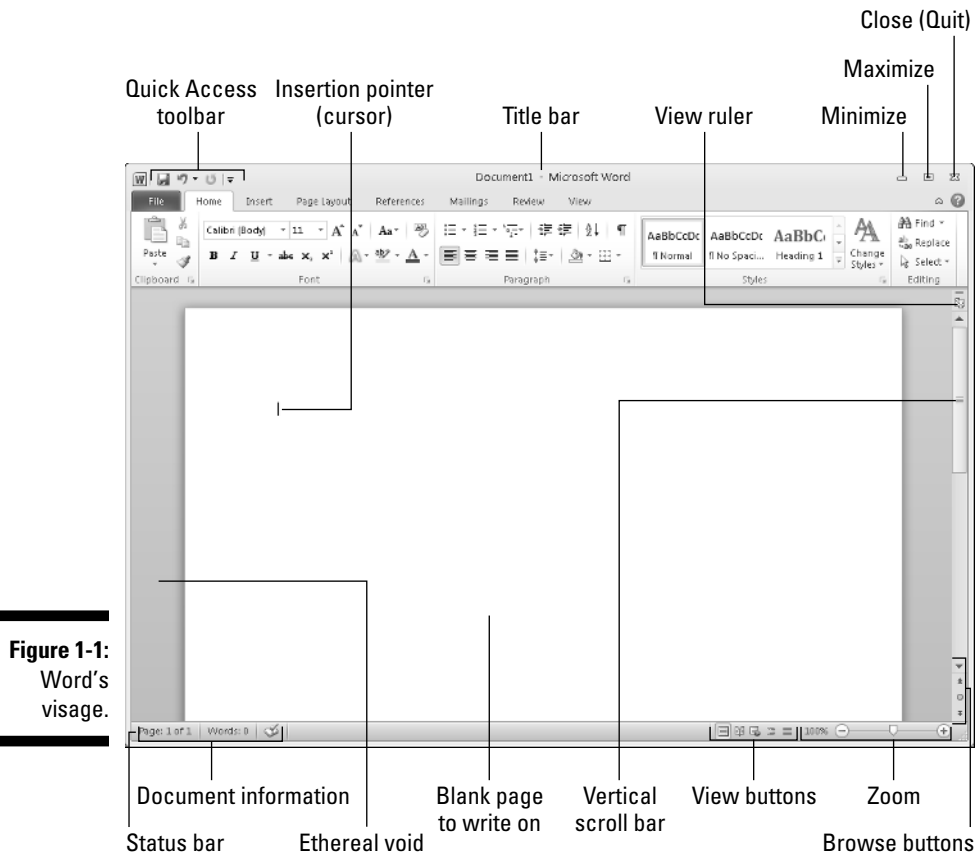 Close (Quit)
Maximize
Quick Access Insertion pointer
toolbar (cursor) Title bar View ruler Minimize
W Document1 - Microsoft Word
File Home Insert Page Layout References Mailings Review View
Calibri (Body) 11 A A Aa
AaBbCcDc AaBbCcDc AaBbC
Find
Replace
Select
Paste
B I U abc x, x² A
¶ Normal ¶ No Spaci... Heading 1
Change
Styles
Clipboard Font Paragraph Styles Editing
Figure 1-1:
Word's
visage.
Page: 1 of 1 Words: 0 100%
Document information Blank page Vertical View buttons Zoom
to write on scroll bar
Status bar Ethereal void Browse buttons